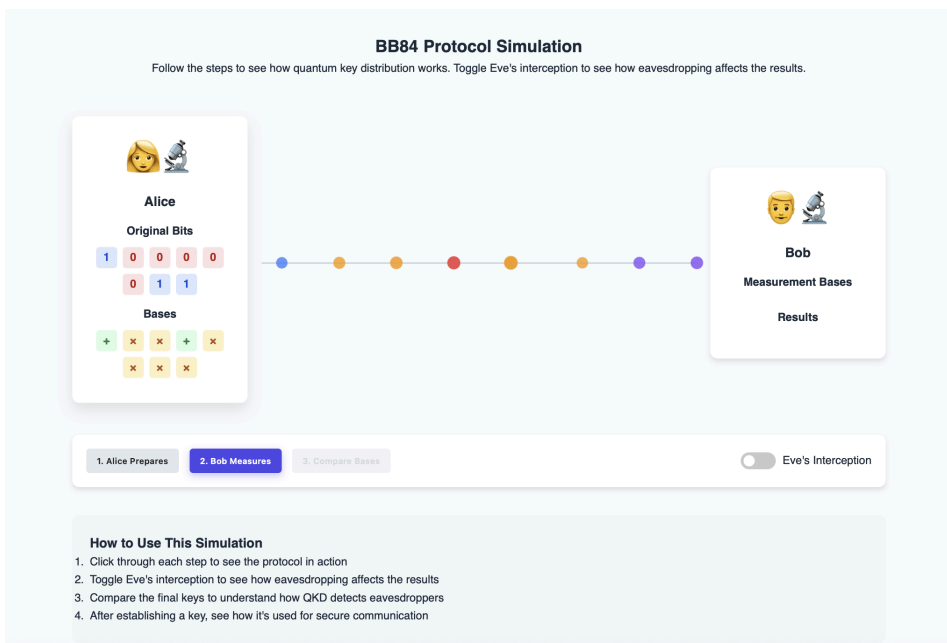 BB84 Protocol Simulation
Follow the steps to see how quantum key distribution works. Toggle Eve's interception to see how eavesdropping affects the results.
Alice
Original Bits
1 0 0 0 0
0 1 1
Bases
+ × × + ×
× × ×
Bob
Measurement Bases
Results
1. Alice Prepares 2. Bob Measures 3. Compare Bases Eve's Interception
How to Use This Simulation
1. Click through each step to see the protocol in action
2. Toggle Eve's interception to see how eavesdropping affects the results
3. Compare the final keys to understand how QKD detects eavesdroppers
4. After establishing a key, see how it's used for secure communication